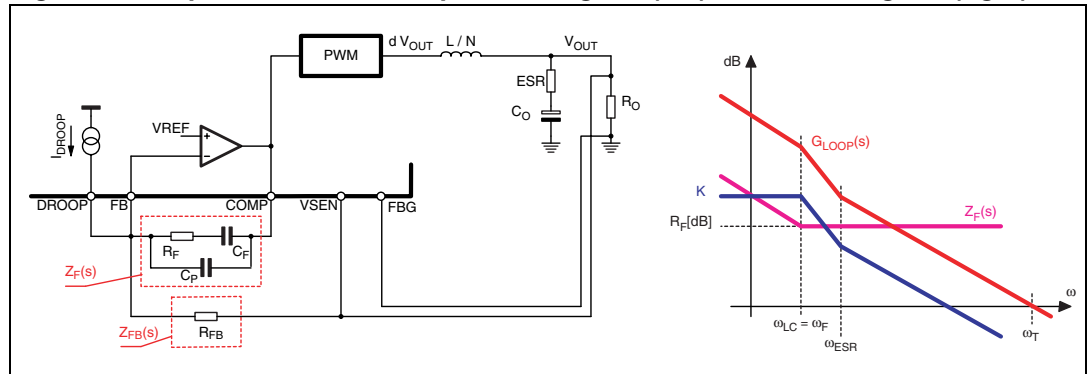 PWM
d V_OUT
L / N
V_OUT
ESR
C_O
R_O
VREF
+
−
I_DROOP
DROOP
FB
COMP
VSEN
FBG
R_F
C_F
C_P
Z_F(s)
R_FB
Z_FB(s)
dB
G_LOOP(s)
K
Z_F(s)
R_F[dB]
ω
ω_LC = ω_F
ω_ESR
ω_T